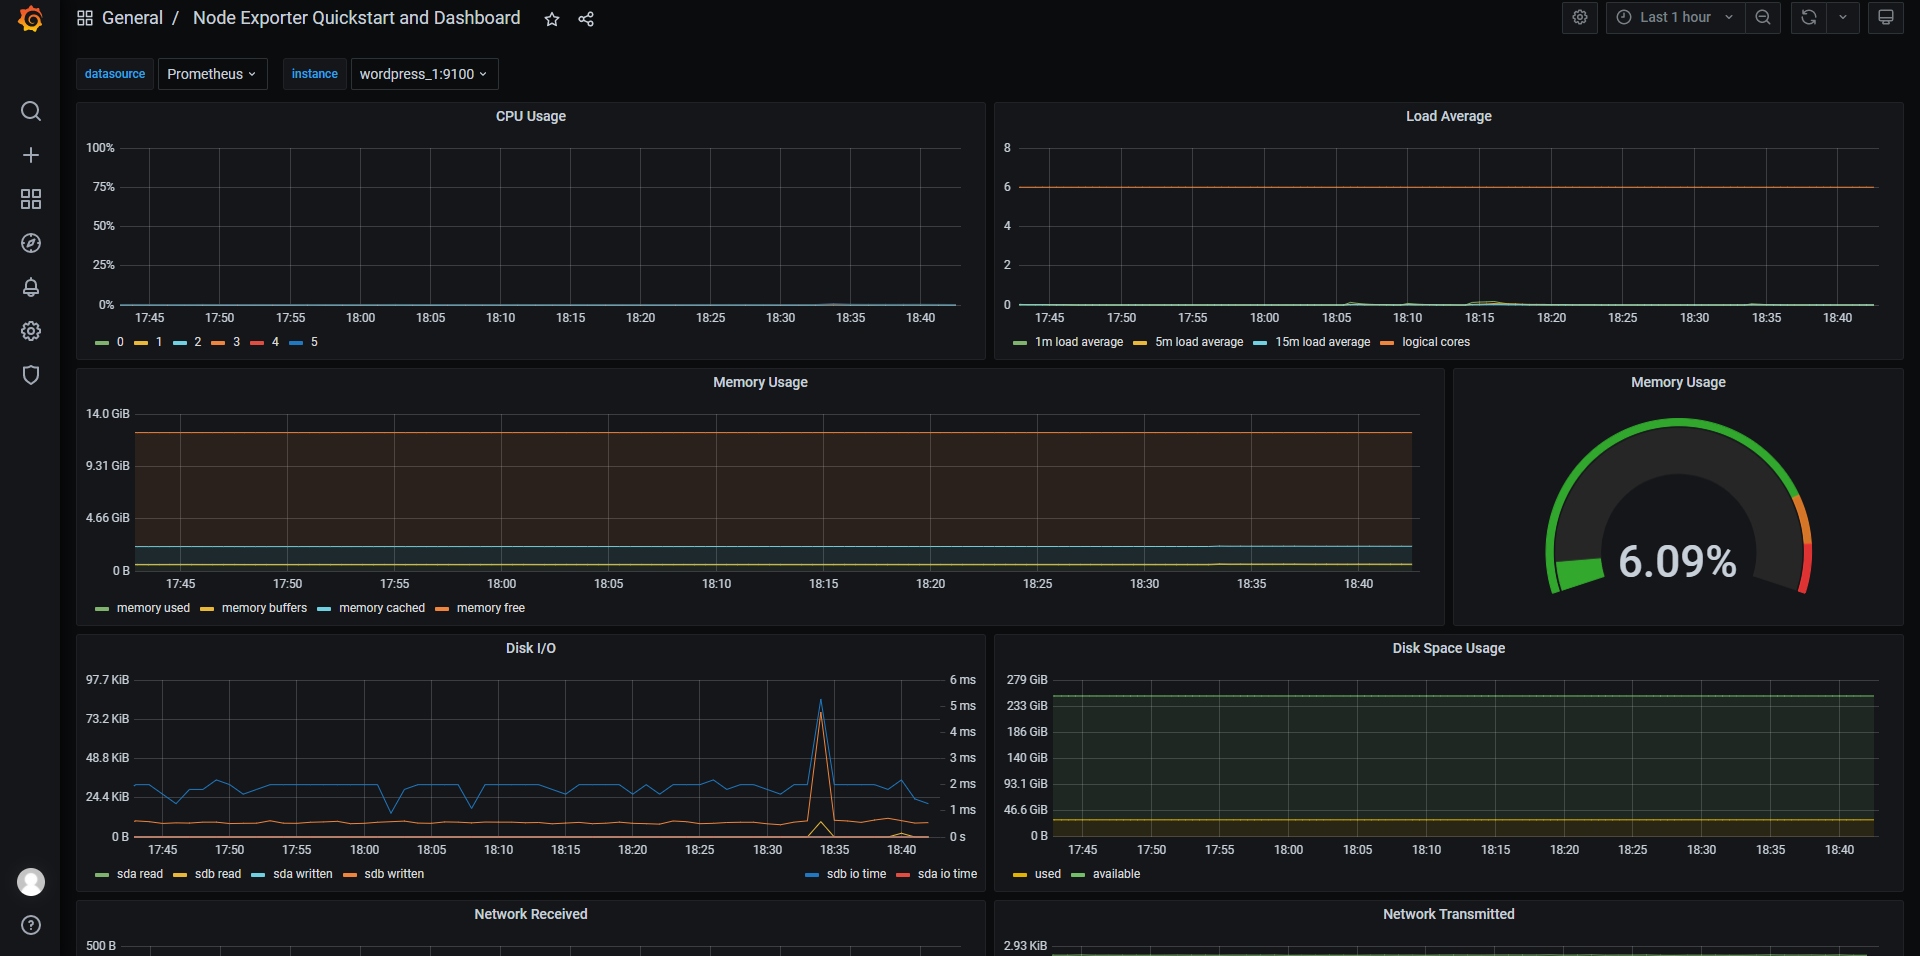 General / Node Exporter Quickstart and Dashboard
Last 1 hour
datasource Prometheus instance wordpress_1:9100
CPU Usage
100%
75%
50%
25%
0%
17:45 17:50 17:55 18:00 18:05 18:10 18:15 18:20 18:25 18:30 18:35 18:40
0 1 2 3 4 5
Load Average
8
6
4
2
0
17:45 17:50 17:55 18:00 18:05 18:10 18:15 18:20 18:25 18:30 18:35 18:40
1m load average 5m load average 15m load average logical cores
Memory Usage
14.0 GiB
9.31 GiB
4.66 GiB
0 B
17:45 17:50 17:55 18:00 18:05 18:10 18:15 18:20 18:25 18:30 18:35 18:40
memory used memory buffers memory cached memory free
Memory Usage
6.09%
Disk I/O
97.7 KiB
73.2 KiB
48.8 KiB
24.4 KiB
0 B
6 ms
5 ms
4 ms
3 ms
2 ms
1 ms
0 s
17:45 17:50 17:55 18:00 18:05 18:10 18:15 18:20 18:25 18:30 18:35 18:40
sda read sdb read sda written sdb written sdb io time sda io time
Disk Space Usage
279 GiB
233 GiB
186 GiB
140 GiB
93.1 GiB
46.6 GiB
0 B
17:45 17:50 17:55 18:00 18:05 18:10 18:15 18:20 18:25 18:30 18:35 18:40
used available
Network Received
500 B
Network Transmitted
2.93 KiB